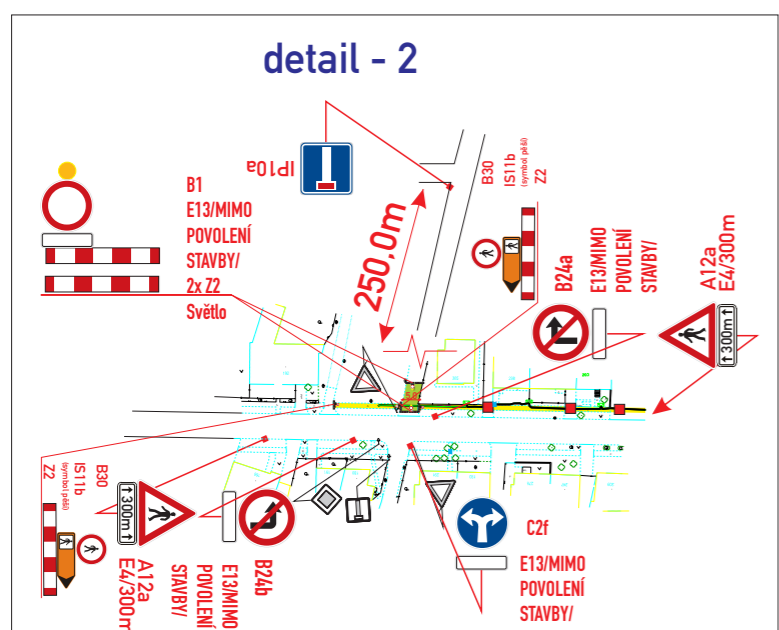 detail - 2
IP10a
B1
E13/MIMO
POVOLENÍ
STAVBY/
2x Z2
Světlo
250,0m
B30
IS11b
(symbol pěší)
Z2
B24a
E13/MIMO
POVOLENÍ
STAVBY/
A12a
E4/300m
↑300m↑
Z2
IS11b
(symbol pěší)
B30
↑300m↑
A12a
E4/300m
B24b
E13/MIMO
POVOLENÍ
STAVBY/
C2f
E13/MIMO
POVOLENÍ
STAVBY/